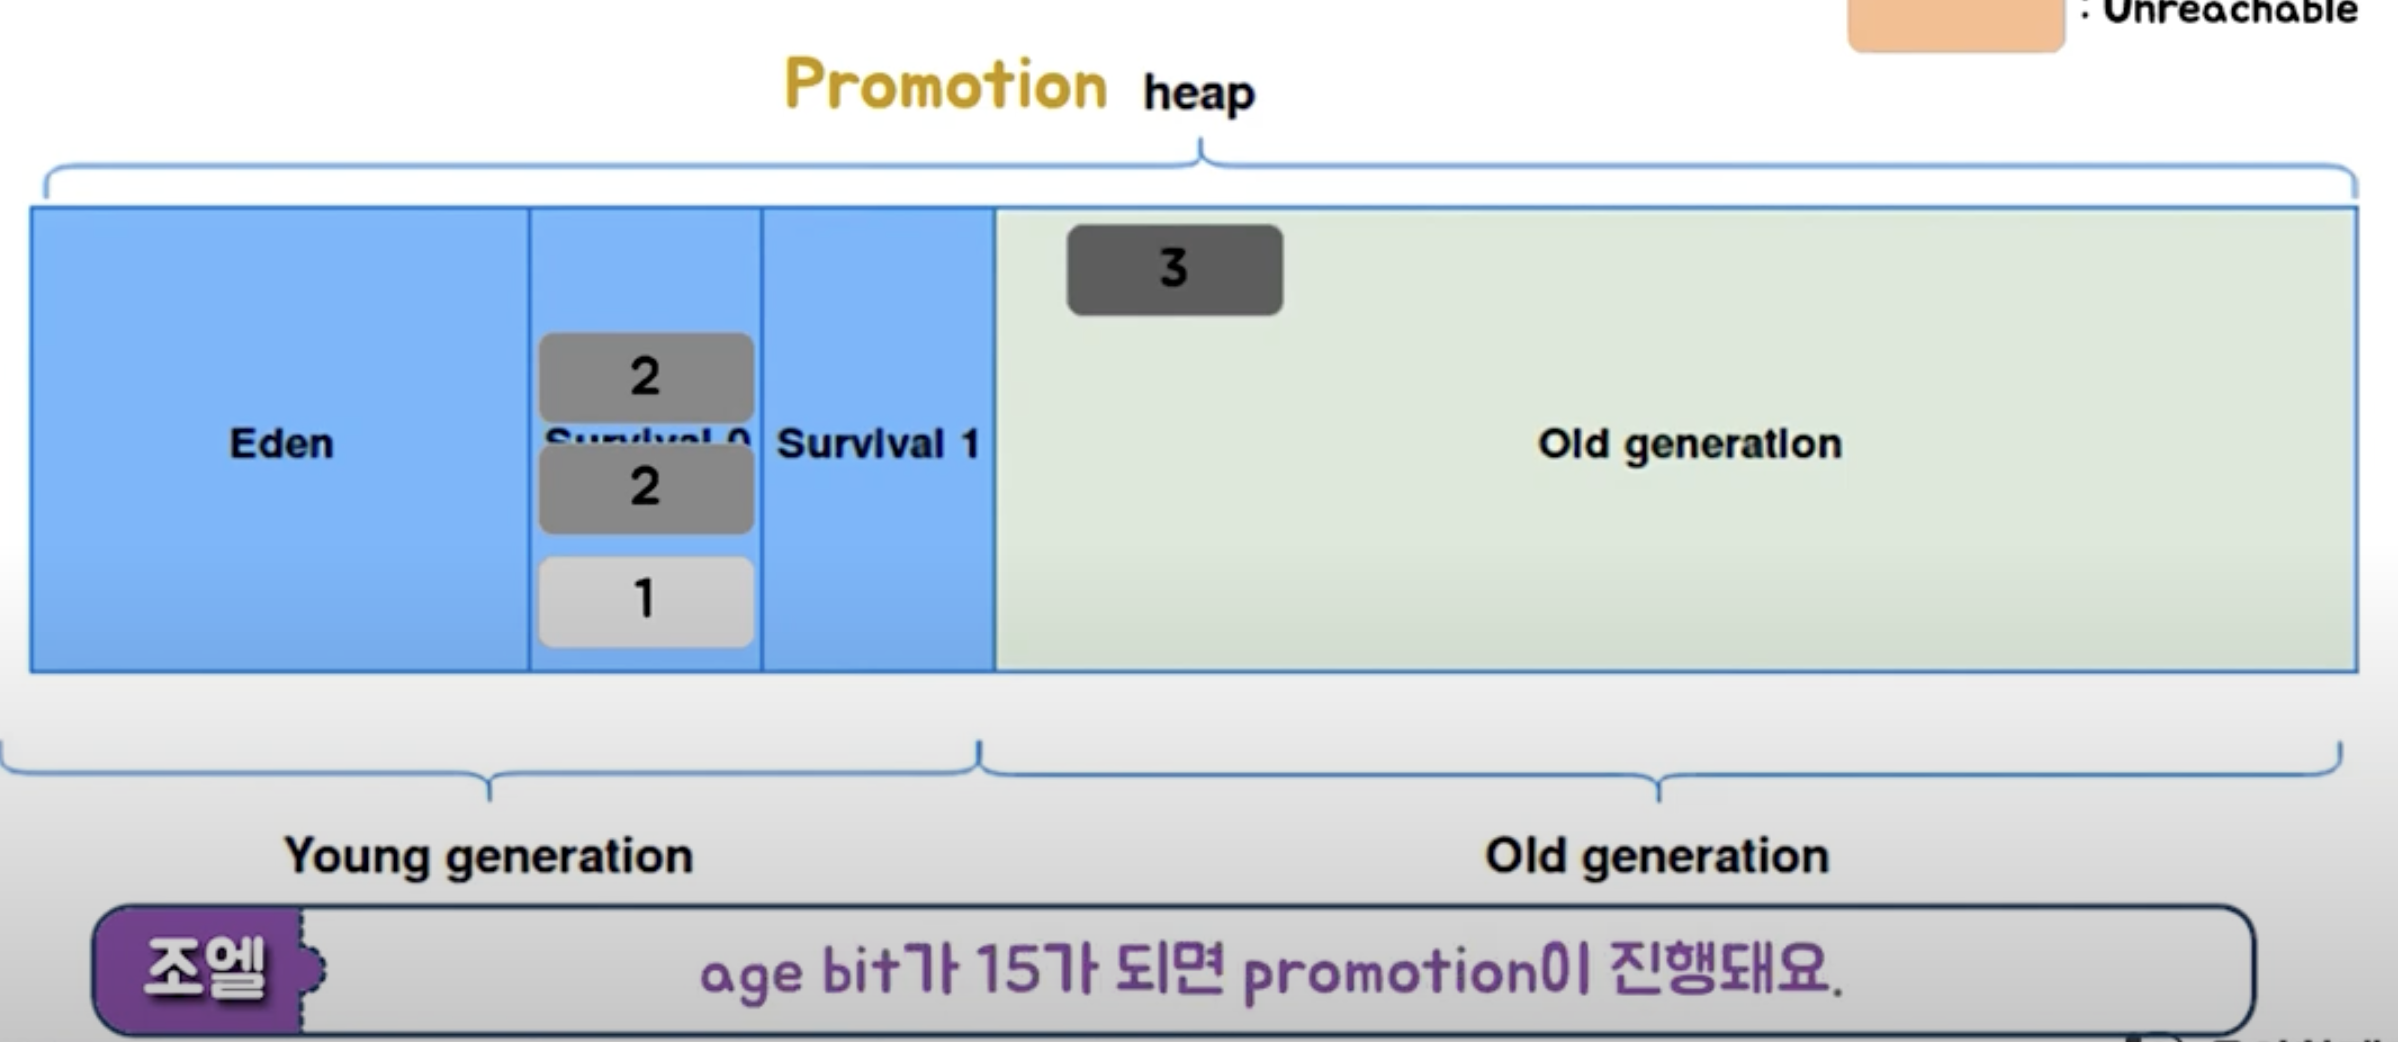 : Unreachable
Promotion heap
3
2
Eden
Survival 0
Survival 1
Old generation
2
1
Young generation
Old generation
조엘
age bit가 15가 되면 promotion이 진행돼요.